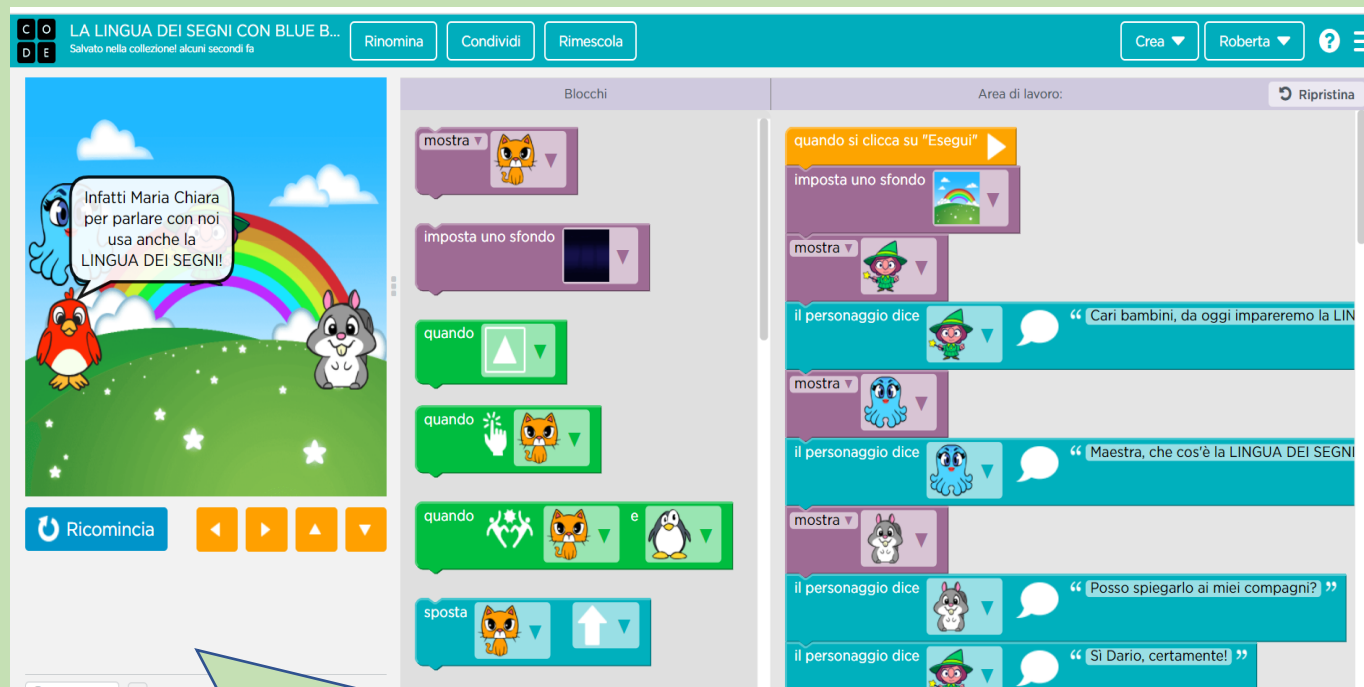 C O
D E
LA LINGUA DEI SEGNI CON BLUE B...
Salvato nella collezione! alcuni secondi fa
Rinomina
Condividi
Rimescola
Crea
Roberta
?
Infatti Maria Chiara
per parlare con noi
usa anche la
LINGUA DEI SEGNI!
Ricomincia
Blocchi
mostra
imposta uno sfondo
quando
quando
quando e
sposta
Area di lavoro:
Ripristina
quando si clicca su "Esegui"
imposta uno sfondo
mostra
il personaggio dice “ Cari bambini, da oggi impareremo la LIN
mostra
il personaggio dice “ Maestra, che cos'è la LINGUA DEI SEGNI
mostra
il personaggio dice “ Posso spiegarlo ai miei compagni? ”
il personaggio dice “ Sì Dario, certamente! ”